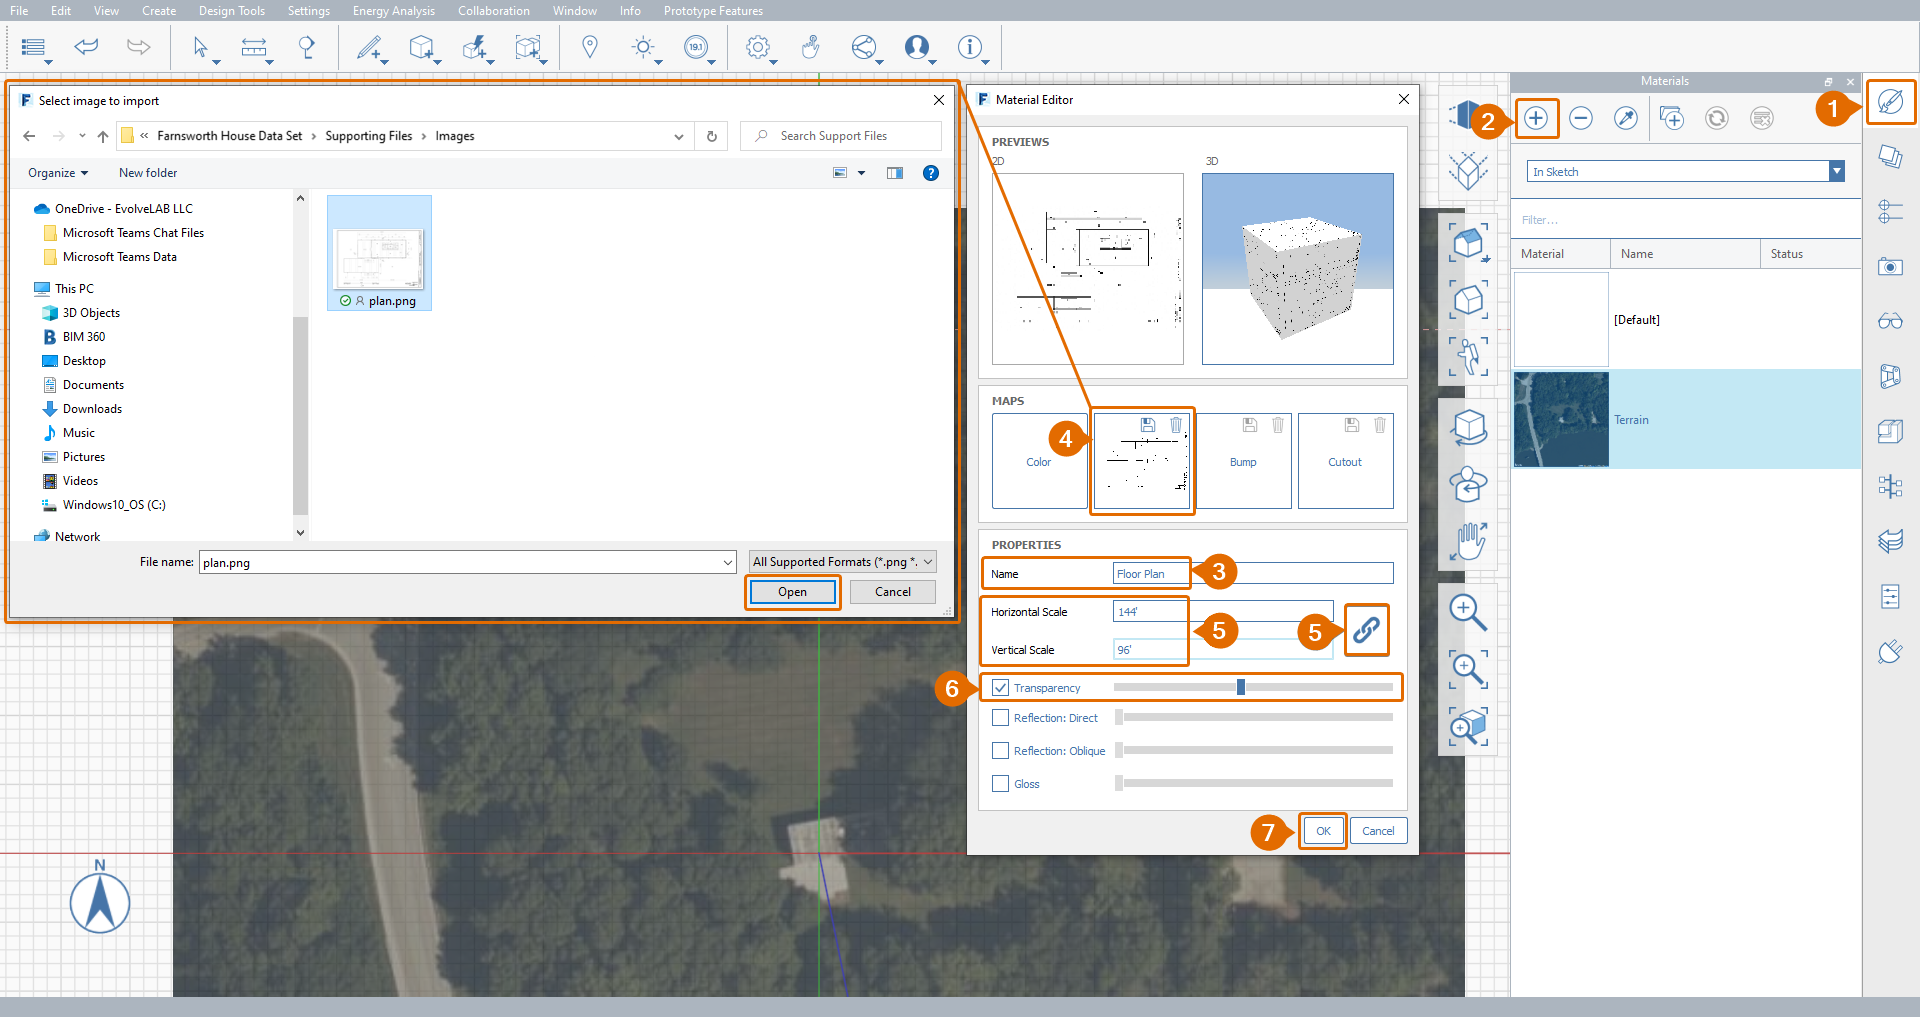 File Edit View Create Design Tools Settings Energy Analysis Collaboration Window Info Prototype Features
19.1
Select image to import
« Farnsworth House Data Set › Supporting Files › Images
Search Support Files
Organize New folder
?
OneDrive - EvolveLAB LLC
Microsoft Teams Chat Files
Microsoft Teams Data
This PC
3D Objects
BIM 360
Desktop
Documents
Downloads
Music
Pictures
Videos
Windows10_OS (C:)
Network
plan.png
File name: plan.png
All Supported Formats (*.png *.
Open Cancel
Material Editor
PREVIEWS
2D 3D
MAPS
4
Color Bump Cutout
PROPERTIES
Name Floor Plan
3
Horizontal Scale 144'
5
5
Vertical Scale 96'
6
Transparency
Reflection: Direct
Reflection: Oblique
Gloss
7
OK Cancel
Materials
1
2
In Sketch
Filter...
Material Name Status
[Default]
Terrain
N